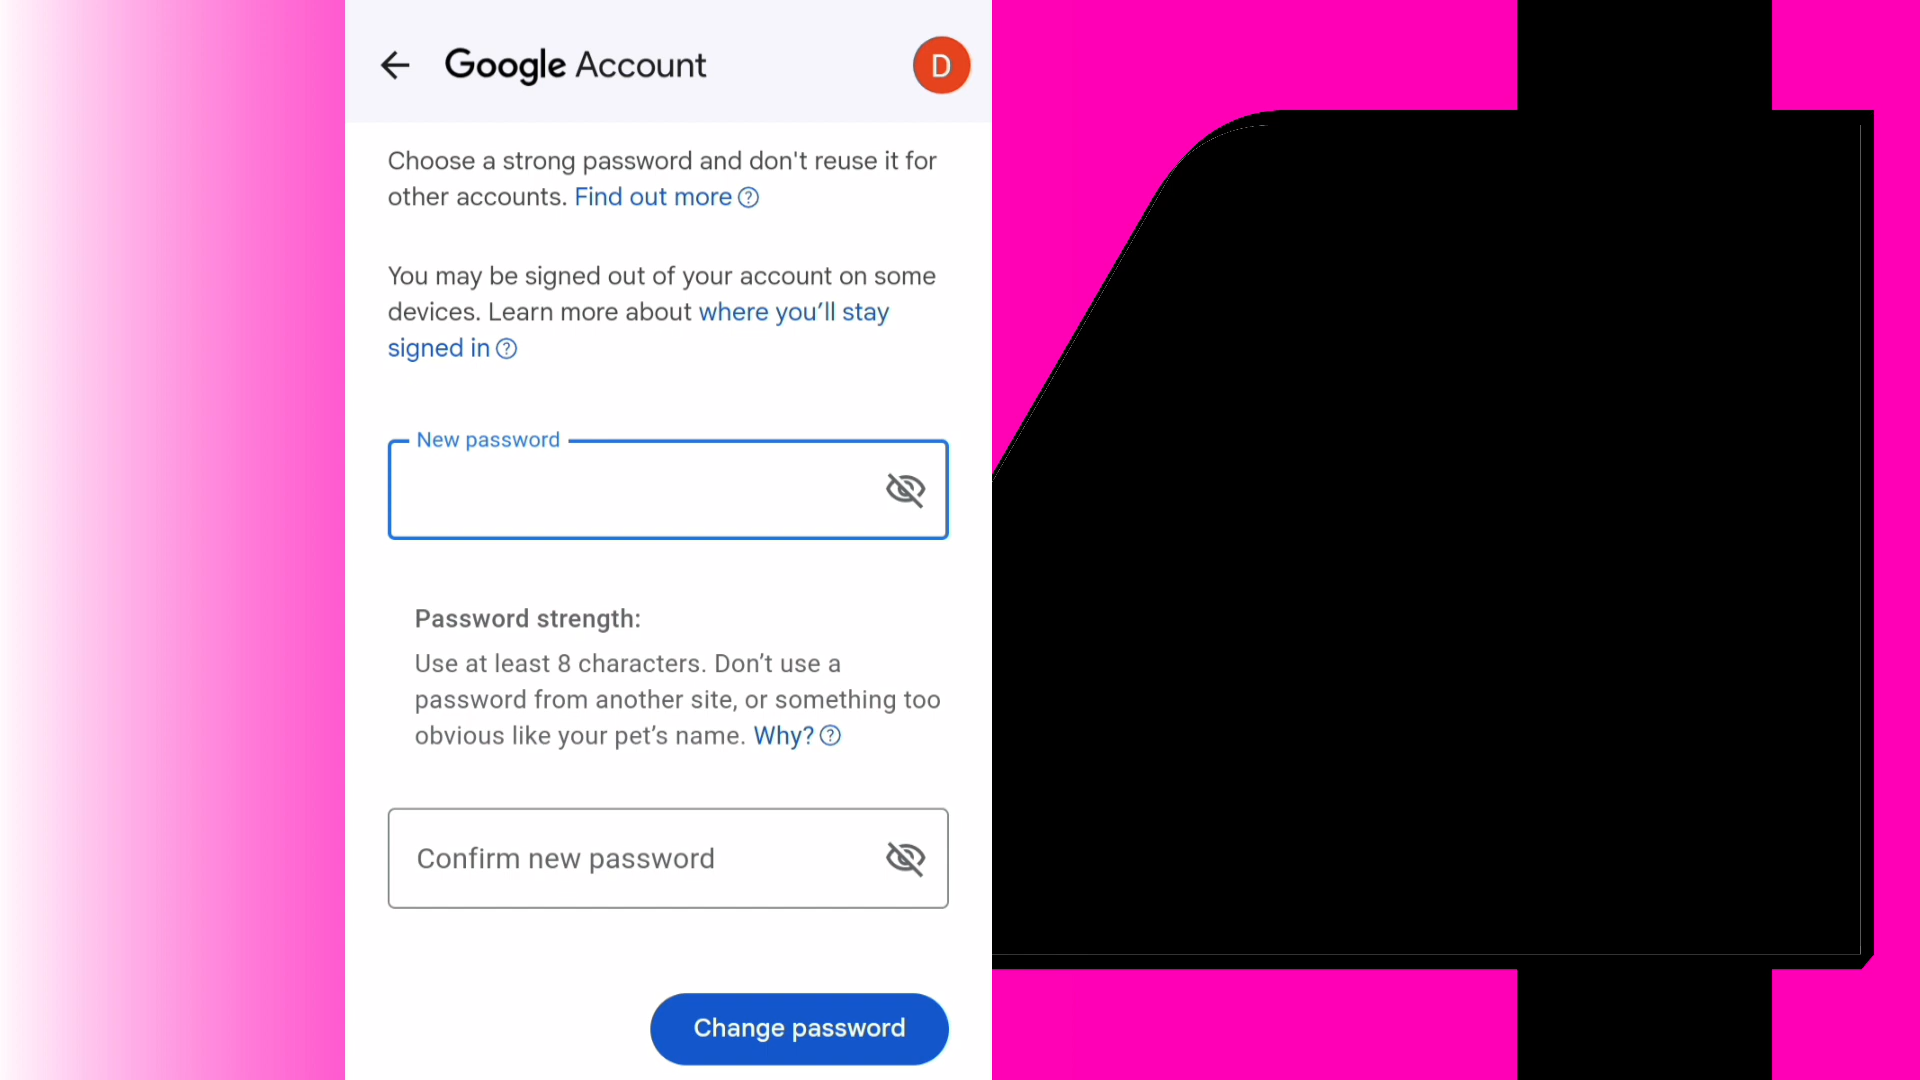 Google Account
D
Choose a strong password and don't reuse it for
other accounts. Find out more
You may be signed out of your account on some
devices. Learn more about where you’ll stay
signed in
New password
Password strength:
Use at least 8 characters. Don’t use a
password from another site, or something too
obvious like your pet’s name. Why?
Confirm new password
Change password